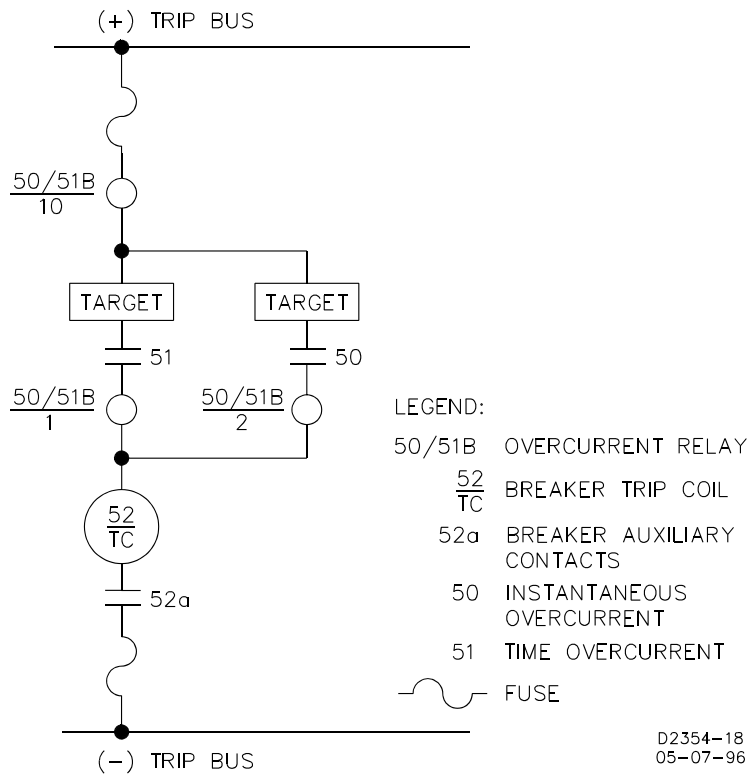 (+) TRIP BUS
50/51B
10
TARGET
TARGET
51
50
50/51B
1
50/51B
2
52
TC
52a
(-) TRIP BUS
LEGEND:
50/51B OVERCURRENT RELAY
52
TC
BREAKER TRIP COIL
52a BREAKER AUXILIARY
CONTACTS
50 INSTANTANEOUS
OVERCURRENT
51 TIME OVERCURRENT
FUSE
D2354-18
05-07-96